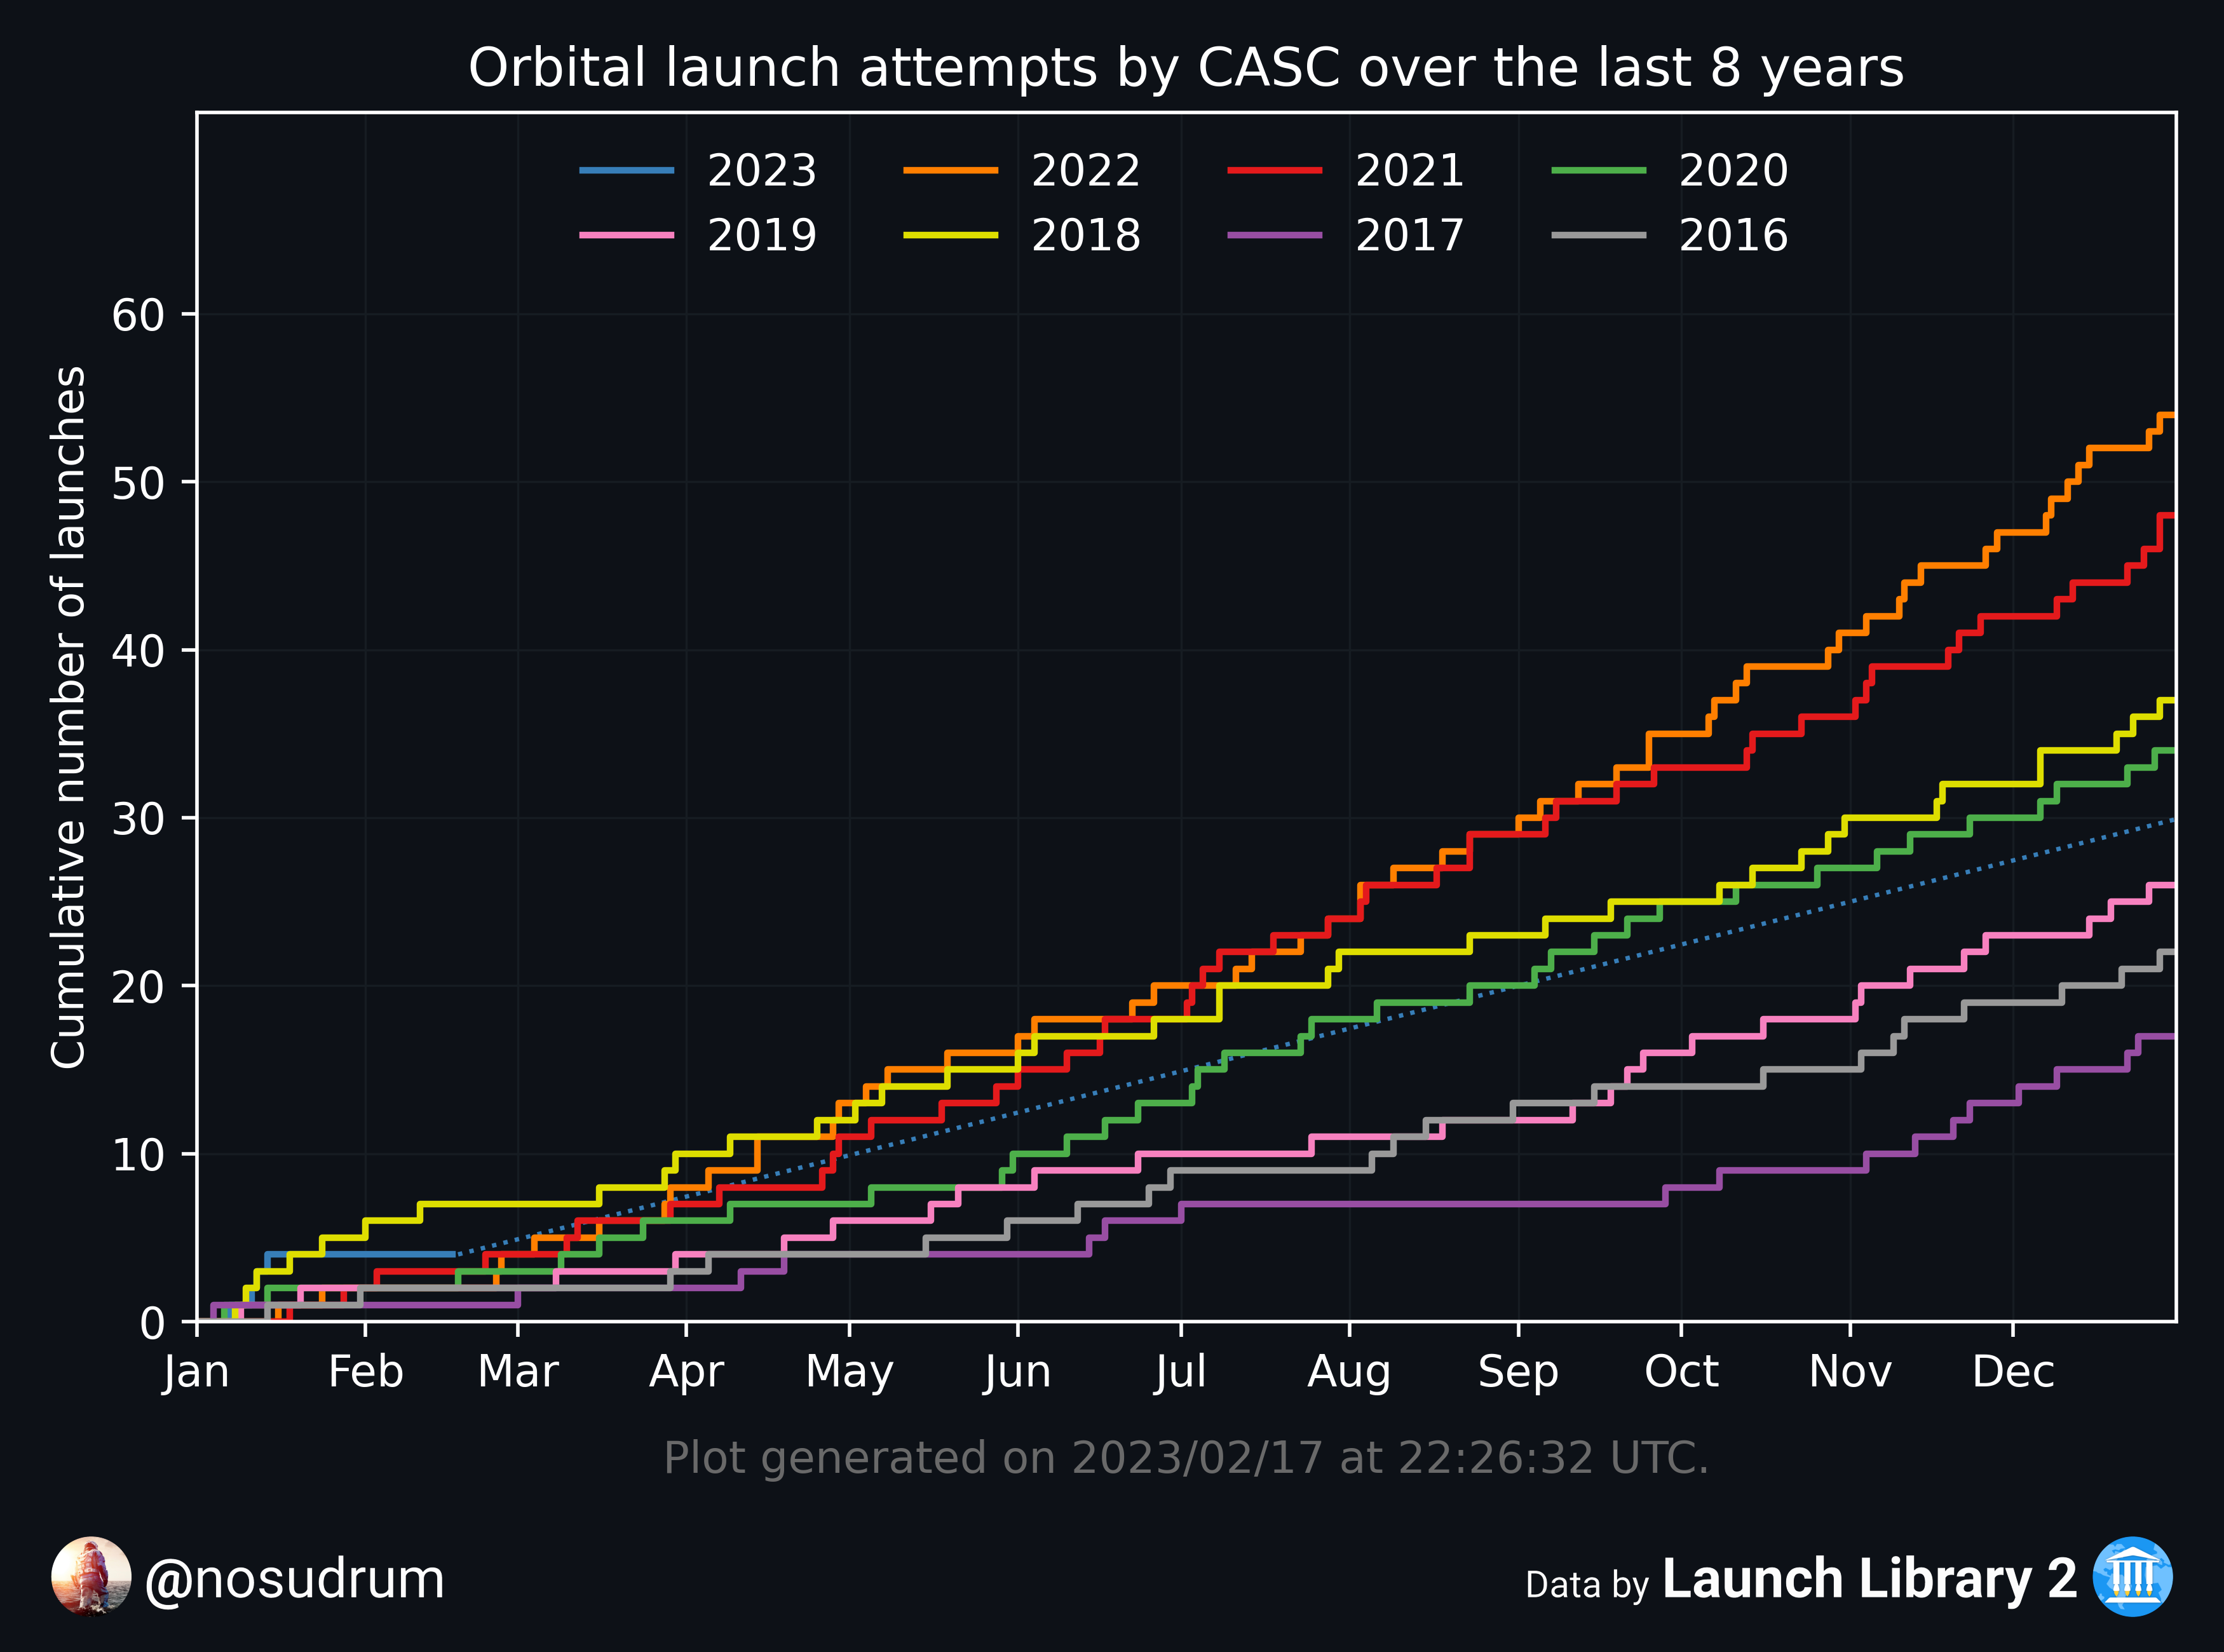 Orbital launch attempts by CASC over the last 8 years
2023 2022 2021 2020
2019 2018 2017 2016
Cumulative number of launches
60
50
40
30
20
10
0
Jan Feb Mar Apr May Jun Jul Aug Sep Oct Nov Dec
Plot generated on 2023/02/17 at 22:26:32 UTC.
@nosudrum
Data by Launch Library 2